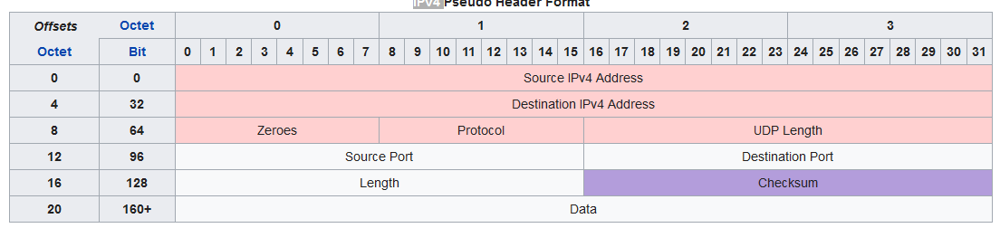 IPv4 Pseudo Header Format
Offsets Octet 0 1 2 3
Octet Bit 0 1 2 3 4 5 6 7 8 9 10 11 12 13 14 15 16 17 18 19 20 21 22 23 24 25 26 27 28 29 30 31
0 0 Source IPv4 Address
4 32 Destination IPv4 Address
8 64 Zeroes Protocol UDP Length
12 96 Source Port Destination Port
16 128 Length Checksum
20 160+ Data